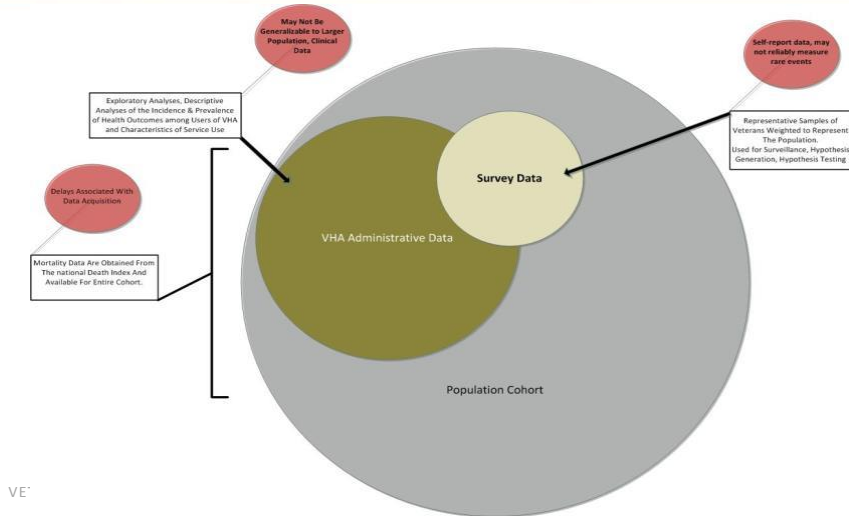 May Not Be
Generalizable to Larger
Population, Clinical
Data
Self-report data, may
not reliably measure
rare events
Exploratory Analyses, Descriptive
Analyses of the Incidence & Prevalence
of Health Outcomes among Users of VHA
and Characteristics of Service Use
Representative Samples of
Veterans Weighted to Represent
The Population.
Used for Surveillance, Hypothesis
Generation, Hypothesis Testing
Delays Associated With
Data Acquisition
Survey Data
VHA Administrative Data
Mortality Data Are Obtained From
The national Death Index And
Available For Entire Cohort.
Population Cohort